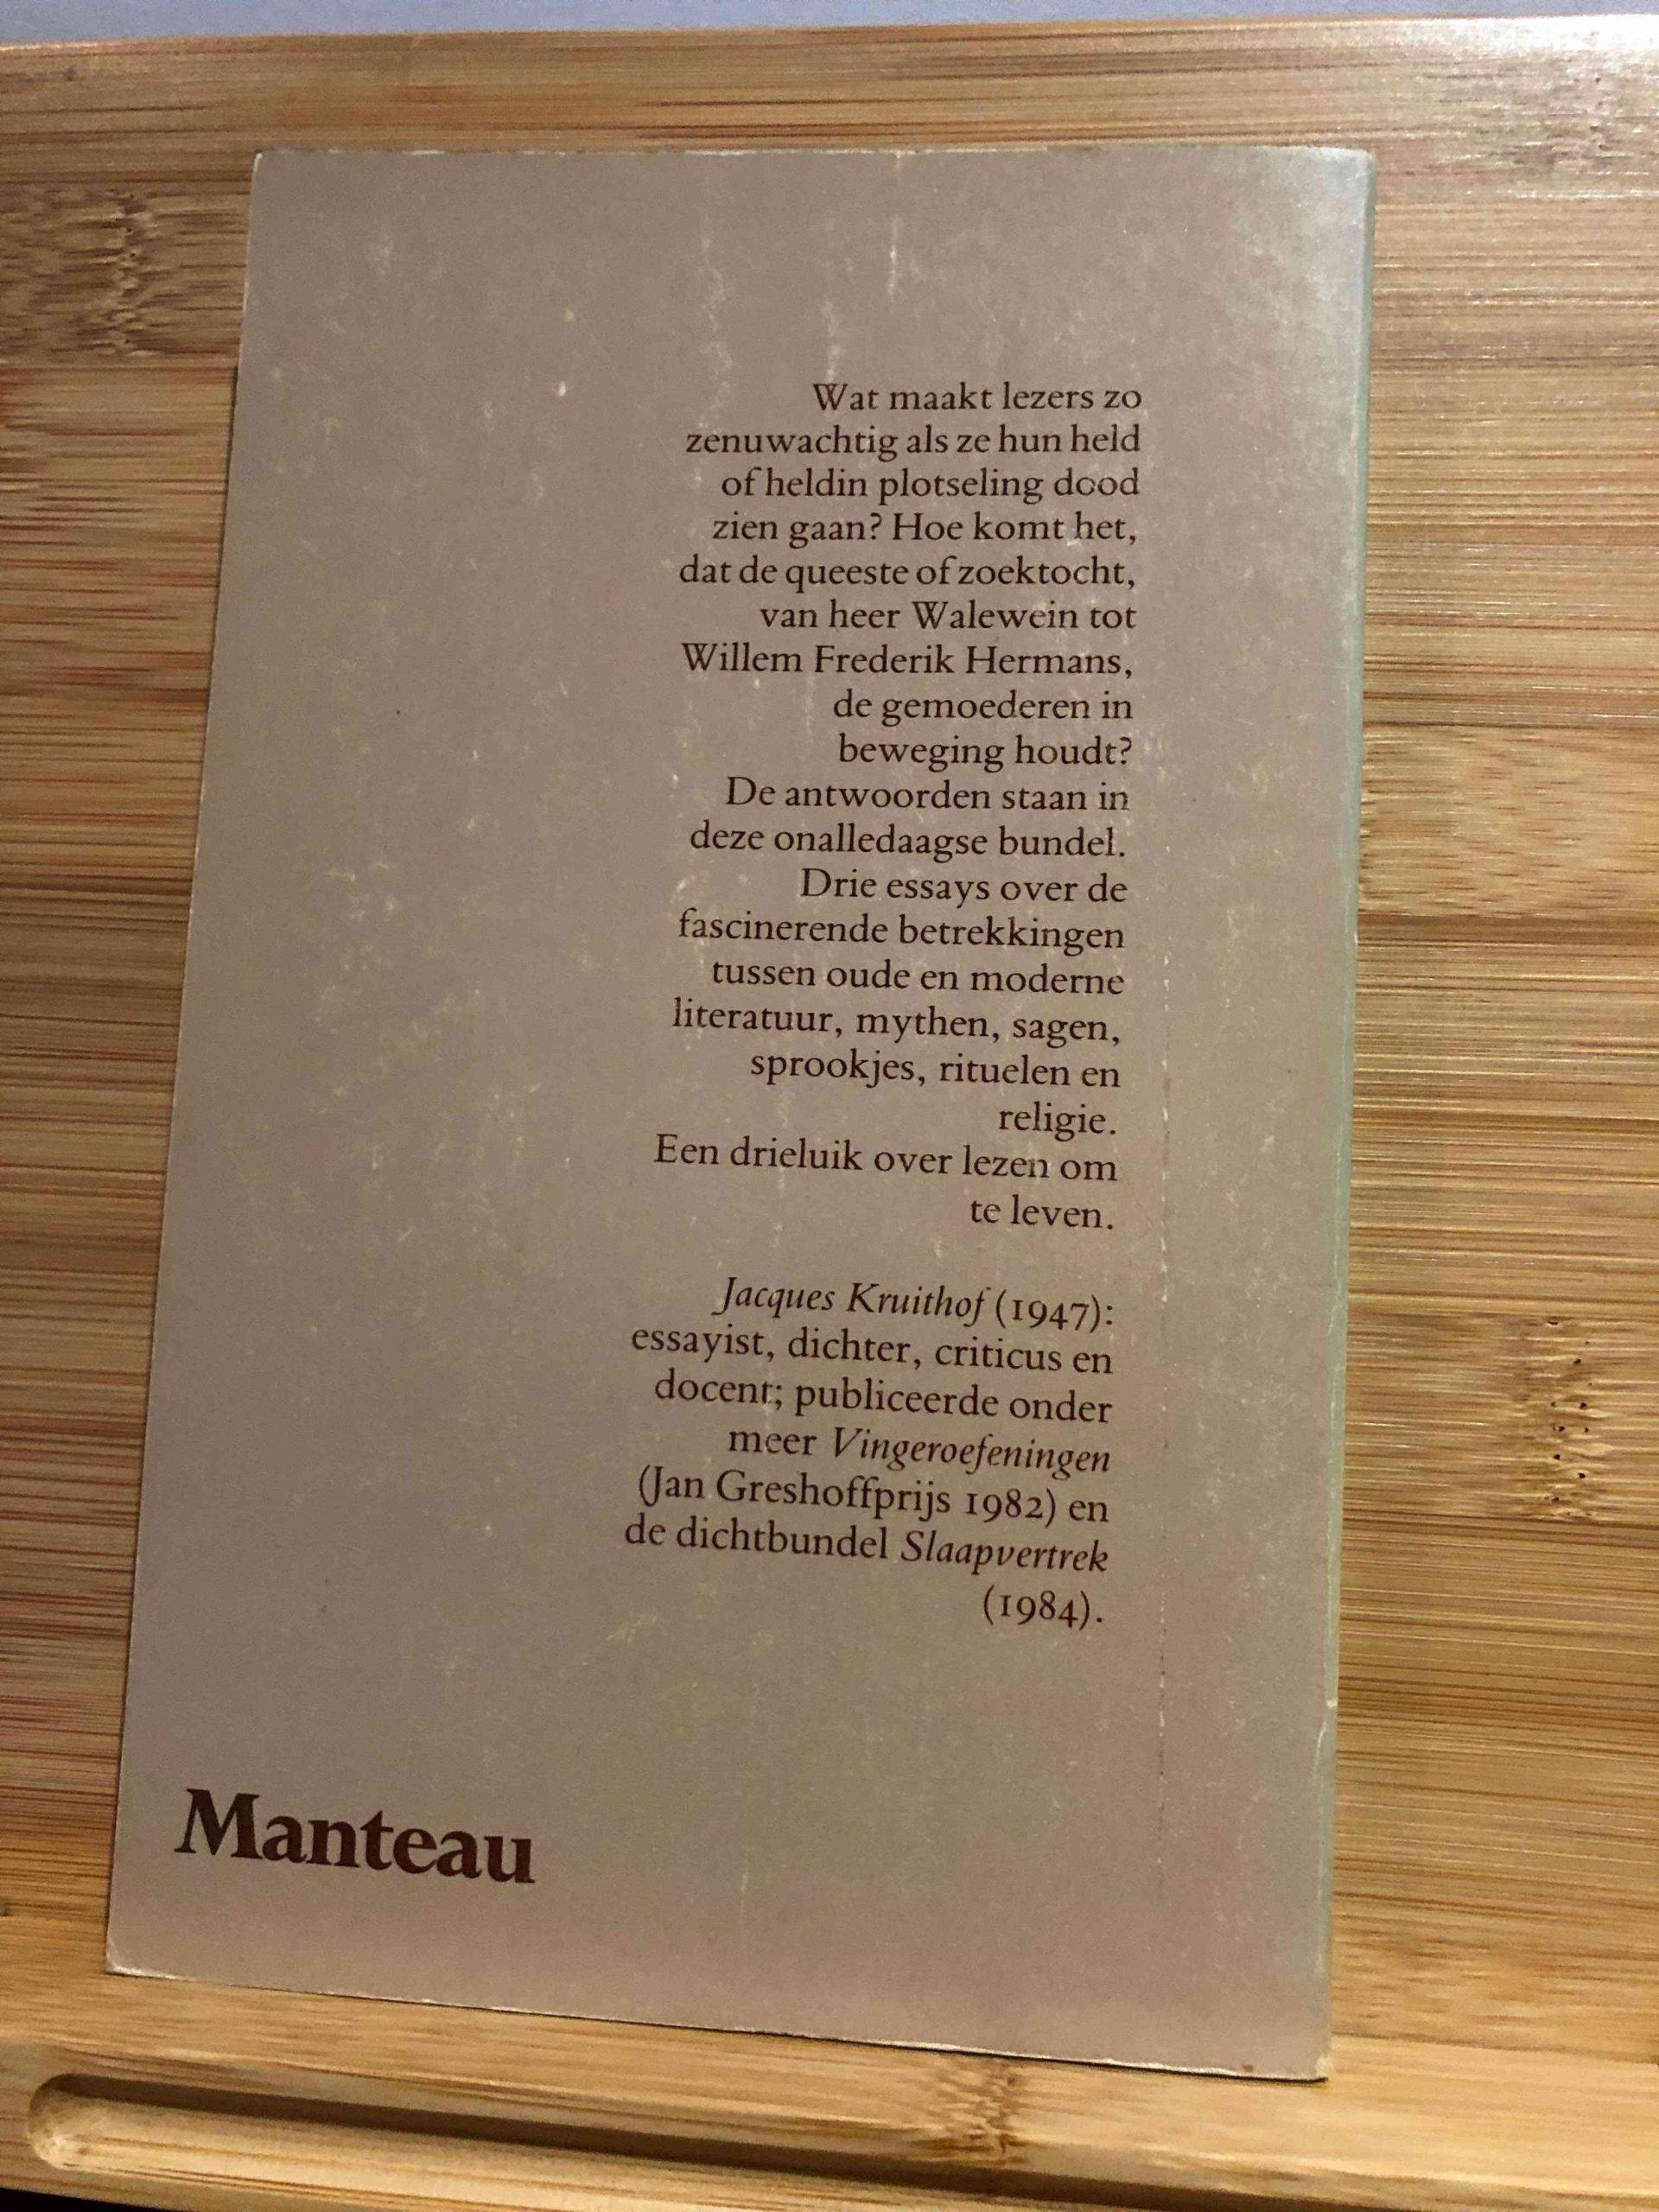 Wat maakt lezers zo
zenuwachtig als ze hun held
of heldin plotseling dood
zien gaan? Hoe komt het,
dat de queeste of zoektocht,
van heer Walewein tot
Willem Frederik Hermans,
de gemoederen in
beweging houdt?
De antwoorden staan in
deze onalledaagse bundel.
Drie essays over de
fascinerende betrekkingen
tussen oude en moderne
literatuur, mythen, sagen,
sprookjes, rituelen en
religie.
Een drieluik over lezen om
te leven.
Jacques Kruithof (1947):
essayist, dichter, criticus en
docent; publiceerde onder
meer Vingeroefeningen
(Jan Greshoffprijs 1982) en
de dichtbundel Slaapvertrek
(1984).
Manteau